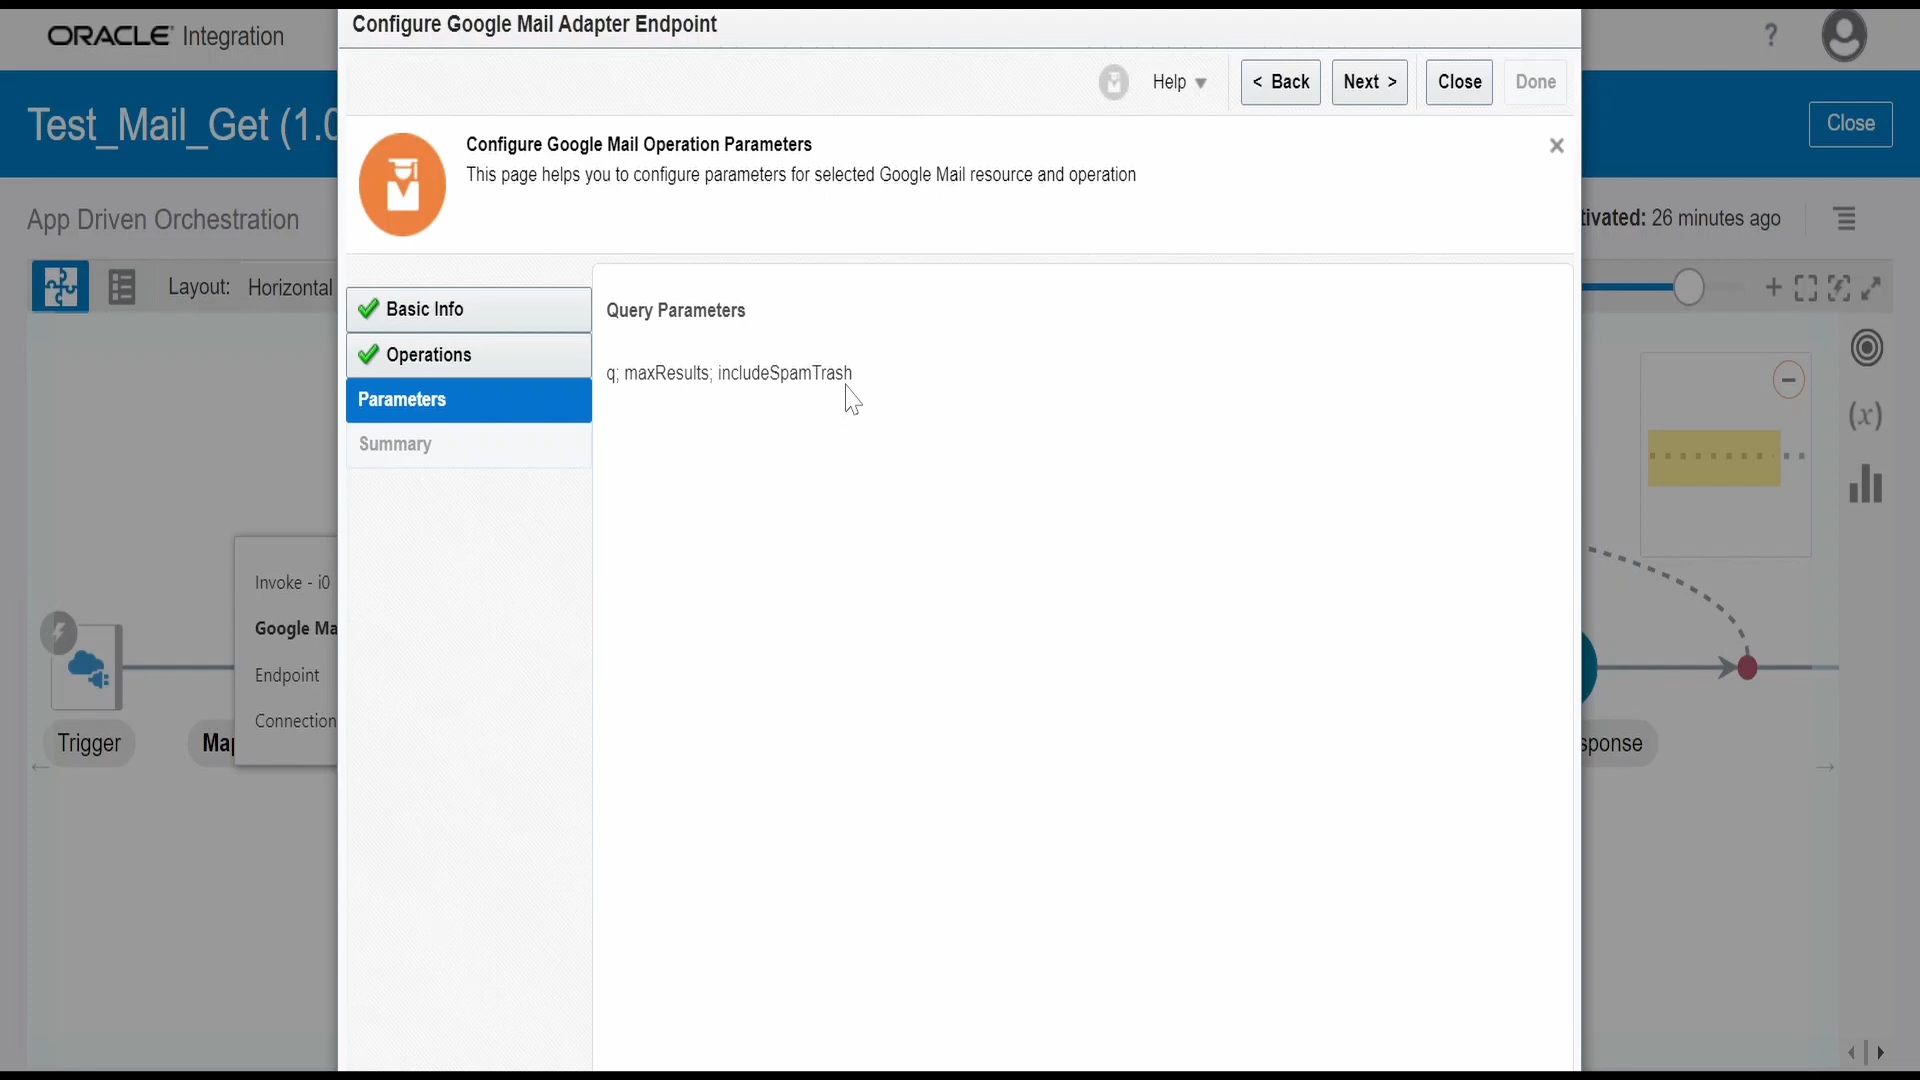 Configure Google Mail Adapter Endpoint
ORACLE Integration
?
Help
< Back
Next >
Close
Done
Test_Mail_Get (1.0
Close
Configure Google Mail Operation Parameters
This page helps you to configure parameters for selected Google Mail resource and operation
App Driven Orchestration
tivated: 26 minutes ago
Layout: Horizontal
Basic Info
Operations
Parameters
Summary
Query Parameters
q; maxResults; includeSpamTrash
(x)
Invoke - i0
Google Ma
Endpoint
Connection
Trigger
Map
sponse